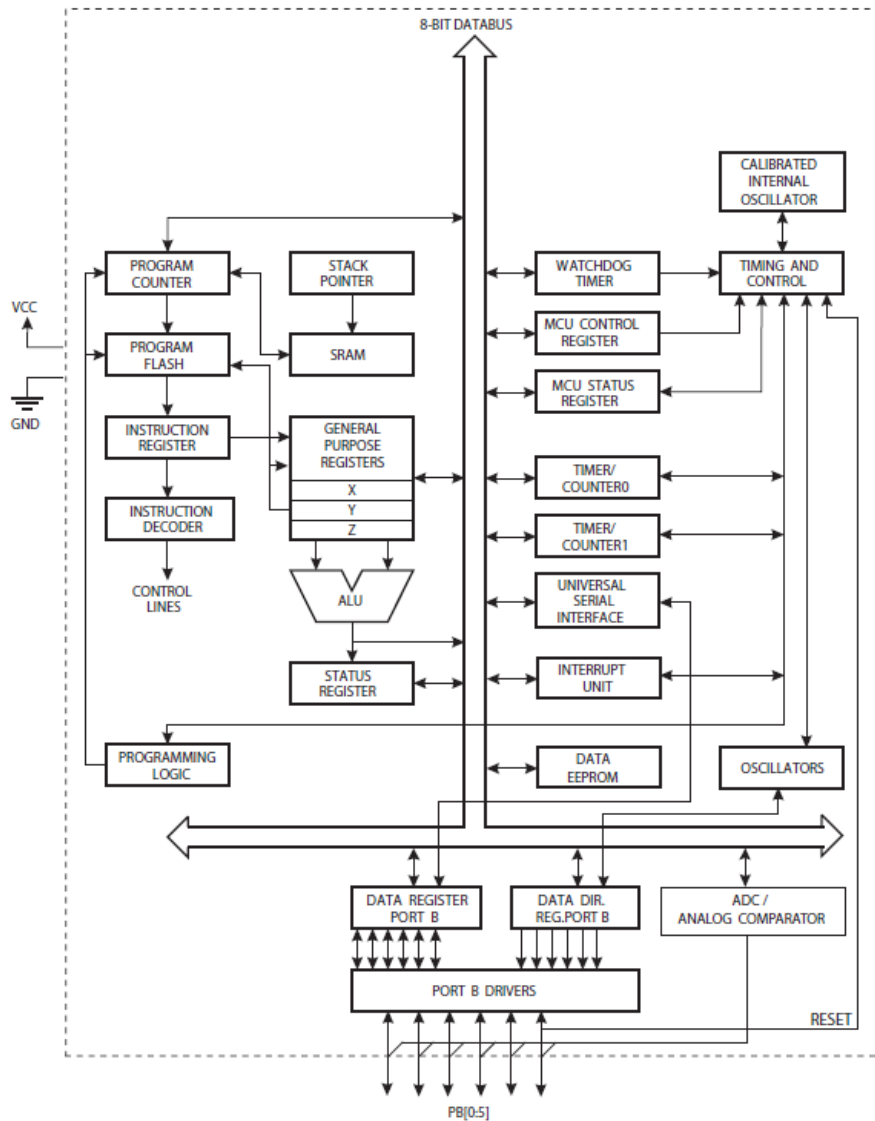 8-BIT DATABUS
CALIBRATED
INTERNAL
OSCILLATOR
PROGRAM
COUNTER
STACK
POINTER
WATCHDOG
TIMER
TIMING AND
CONTROL
VCC
MCU CONTROL
REGISTER
PROGRAM
FLASH
SRAM
MCU STATUS
REGISTER
GND
INSTRUCTION
REGISTER
GENERAL
PURPOSE
REGISTERS
X
Y
Z
TIMER/
COUNTER0
INSTRUCTION
DECODER
TIMER/
COUNTER1
CONTROL
LINES
ALU
UNIVERSAL
SERIAL
INTERFACE
STATUS
REGISTER
INTERRUPT
UNIT
PROGRAMMING
LOGIC
DATA
EEPROM
OSCILLATORS
DATA REGISTER
PORT B
DATA DIR.
REG.PORT B
ADC /
ANALOG COMPARATOR
PORT B DRIVERS
RESET
PB[0:5]